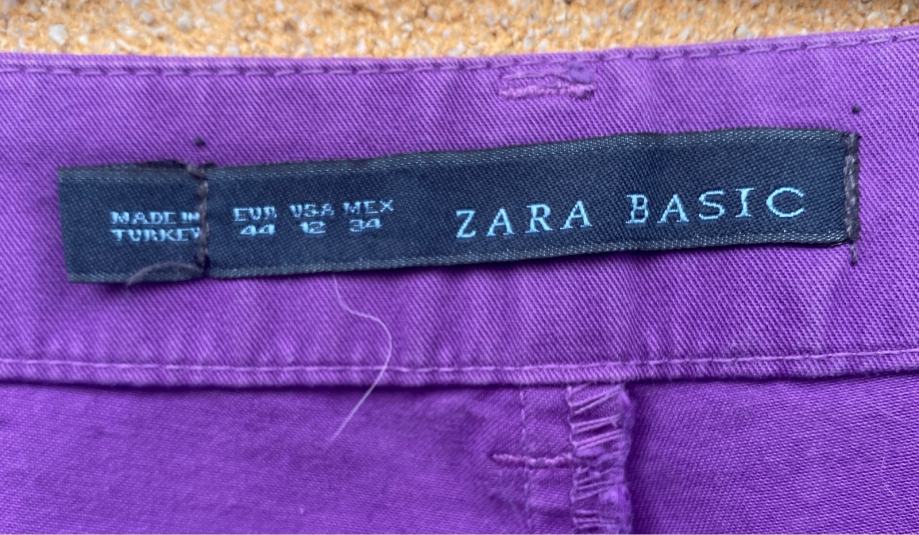 MADE IN
TURKEY
EUR USA MEX
44 12 34
ZARA BASIC